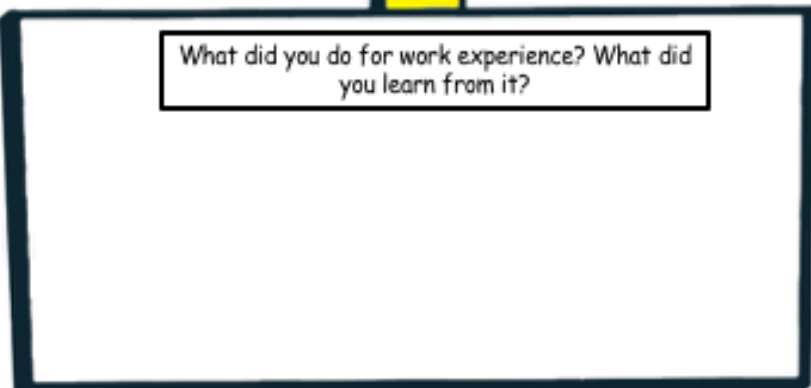 What did you do for work experience? What did
you learn from it?